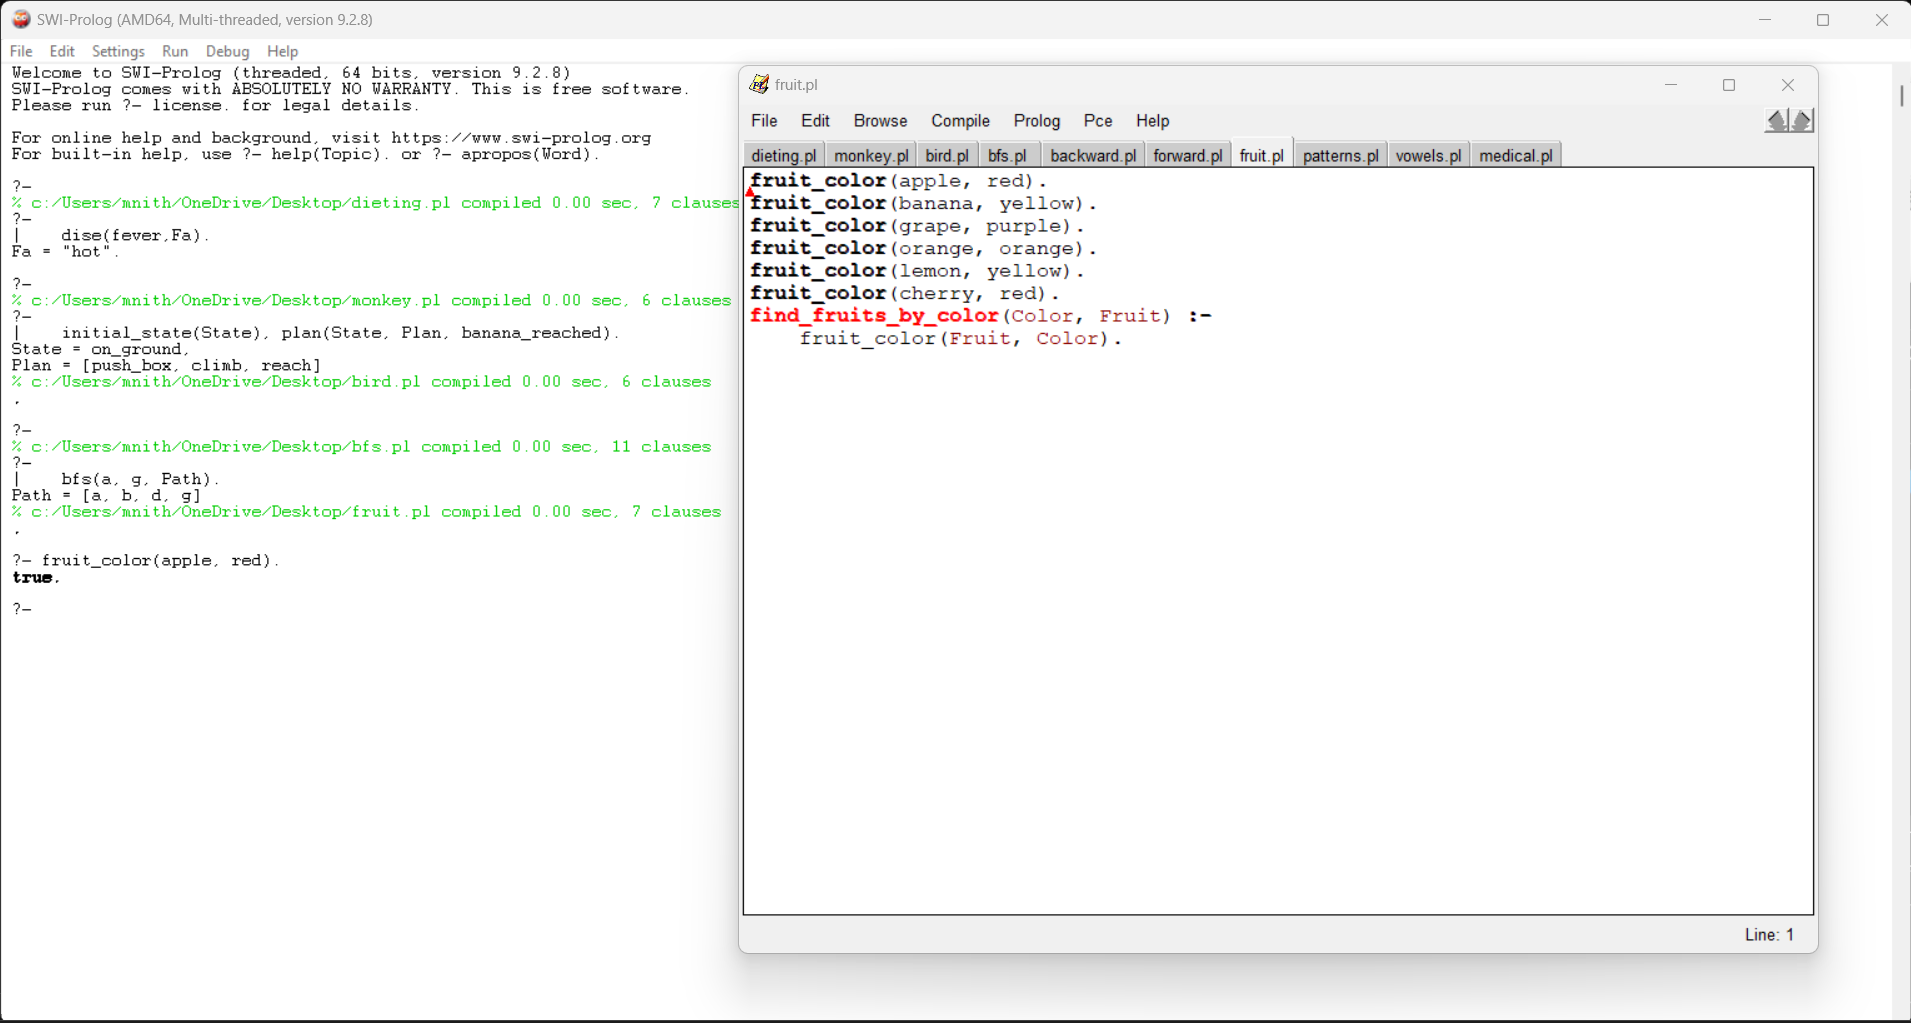 SWI-Prolog (AMD64, Multi-threaded, version 9.2.8)
File Edit Settings Run Debug Help
Welcome to SWI-Prolog (threaded, 64 bits, version 9.2.8)
SWI-Prolog comes with ABSOLUTELY NO WARRANTY. This is free software.
Please run ?- license. for legal details.
For online help and background, visit https://www.swi-prolog.org
For built-in help, use ?- help(Topic). or ?- apropos(Word).
?-
% c:/Users/mnith/OneDrive/Desktop/dieting.pl compiled 0.00 sec, 7 clauses
?-
|    dise(fever,Fa).
Fa = "hot".
?-
% c:/Users/mnith/OneDrive/Desktop/monkey.pl compiled 0.00 sec, 6 clauses
?-
|    initial_state(State), plan(State, Plan, banana_reached).
State = on_ground,
Plan = [push_box, climb, reach]
% c:/Users/mnith/OneDrive/Desktop/bird.pl compiled 0.00 sec, 6 clauses
.
?-
% c:/Users/mnith/OneDrive/Desktop/bfs.pl compiled 0.00 sec, 11 clauses
?-
|    bfs(a, g, Path).
Path = [a, b, d, g]
% c:/Users/mnith/OneDrive/Desktop/fruit.pl compiled 0.00 sec, 7 clauses
.
?- fruit_color(apple, red).
true.
?-
fruit.pl
File Edit Browse Compile Prolog Pce Help
dieting.pl monkey.pl bird.pl bfs.pl backward.pl forward.pl fruit.pl patterns.pl vowels.pl medical.pl
fruit_color(apple, red).
fruit_color(banana, yellow).
fruit_color(grape, purple).
fruit_color(orange, orange).
fruit_color(lemon, yellow).
fruit_color(cherry, red).
find_fruits_by_color(Color, Fruit) :-
    fruit_color(Fruit, Color).
Line: 1